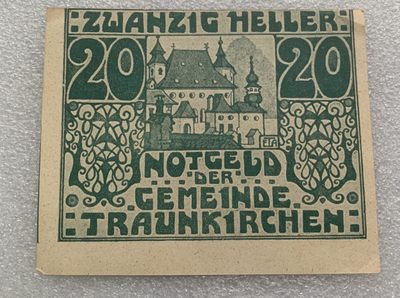 :ZWANZIG HELLER:
20 20
NOTGELD
DER
GEMEINDE
:TRAUNKIRCHEN: